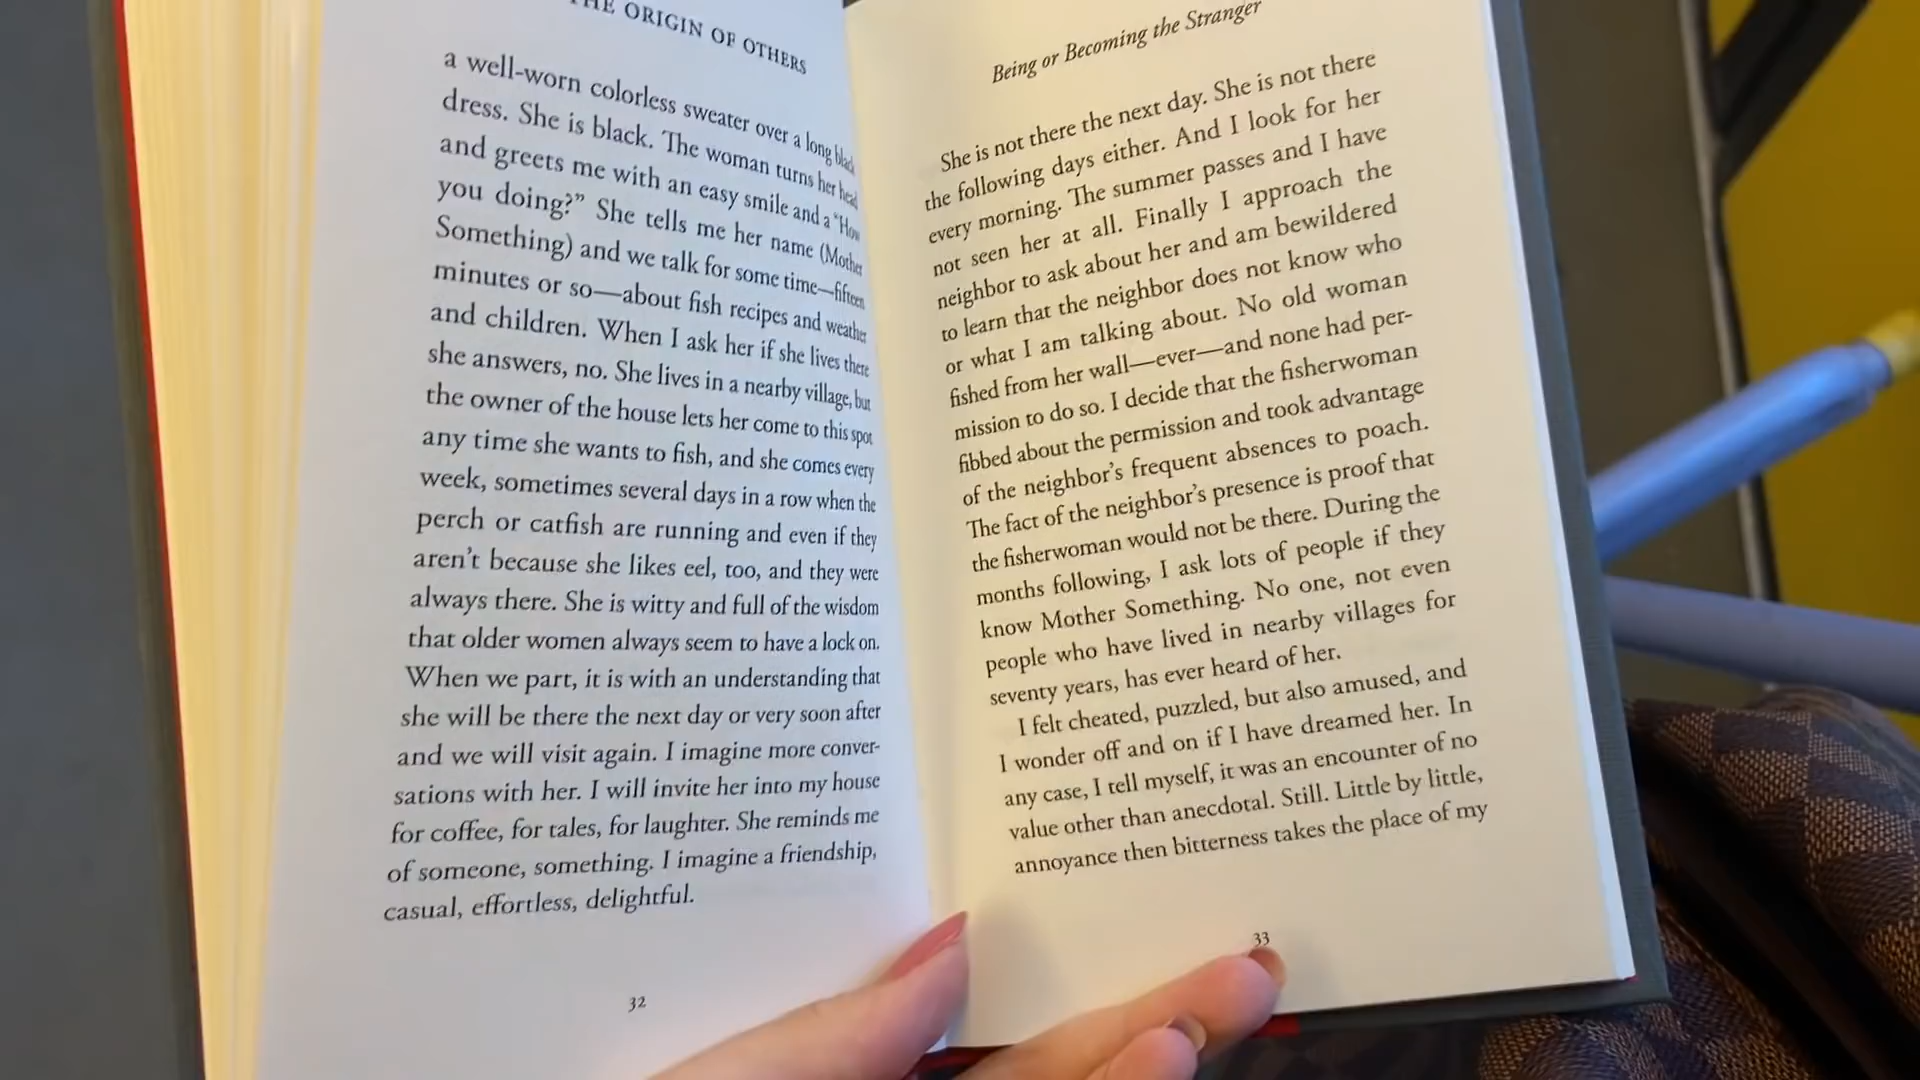 THE ORIGIN OF OTHERS
a well-worn colorless sweater over a long black
dress. She is black. The woman turns her head
and greets me with an easy smile and a “How
you doing?” She tells me her name (Mother
Something) and we talk for some time—fifteen
minutes or so—about fish recipes and weather
and children. When I ask her if she lives there
she answers, no. She lives in a nearby village, but
the owner of the house lets her come to this spot
any time she wants to fish, and she comes every
week, sometimes several days in a row when the
perch or catfish are running and even if they
aren’t because she likes eel, too, and they were
always there. She is witty and full of the wisdom
that older women always seem to have a lock on.
When we part, it is with an understanding that
she will be there the next day or very soon after
and we will visit again. I imagine more conver-
sations with her. I will invite her into my house
for coffee, for tales, for laughter. She reminds me
of someone, something. I imagine a friendship,
casual, effortless, delightful.
32
Being or Becoming the Stranger
She is not there the next day. She is not there
the following days either. And I look for her
every morning. The summer passes and I have
not seen her at all. Finally I approach the
neighbor to ask about her and am bewildered
to learn that the neighbor does not know who
or what I am talking about. No old woman
fished from her wall—ever—and none had per-
mission to do so. I decide that the fisherwoman
fibbed about the permission and took advantage
of the neighbor’s frequent absences to poach.
The fact of the neighbor’s presence is proof that
the fisherwoman would not be there. During the
months following, I ask lots of people if they
know Mother Something. No one, not even
people who have lived in nearby villages for
seventy years, has ever heard of her.
I felt cheated, puzzled, but also amused, and
I wonder off and on if I have dreamed her. In
any case, I tell myself, it was an encounter of no
value other than anecdotal. Still. Little by little,
annoyance then bitterness takes the place of my
33